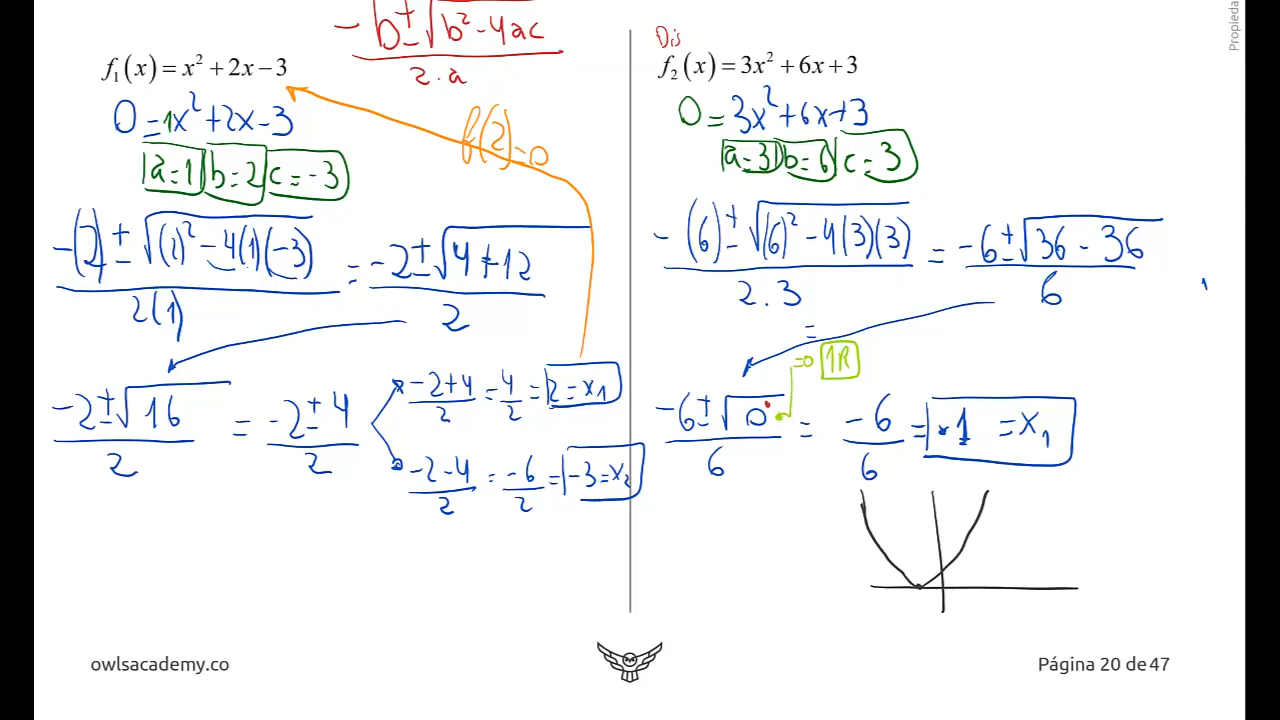 -b ± √b² - 4ac
2 · a
f₁(x) = x² + 2x − 3
0 = 1x² + 2x - 3
a = 1 b = 2 c = -3
f(2) = 0
-(2) ± √(2)² - 4(1)(-3) = -2 ± √4 + 12
2(1) 2
-2 ± √16 = -2 ± 4
2 2
-2+4 = 4 = 2 = x₁
2 2
-2-4 = -6 = -3 = x₂
2 2
Dis
f₂(x) = 3x² + 6x + 3
0 = 3x² + 6x + 3
a = 3 b = 6 c = 3
-(6) ± √(6)² - 4(3)(3) = -6 ± √36 - 36
2 . 3 6
=
=0 1R
-6 ± √0 = -6 = -1 = x₁
6 6
owlsacademy.co
Página 20 de 47
Propieda